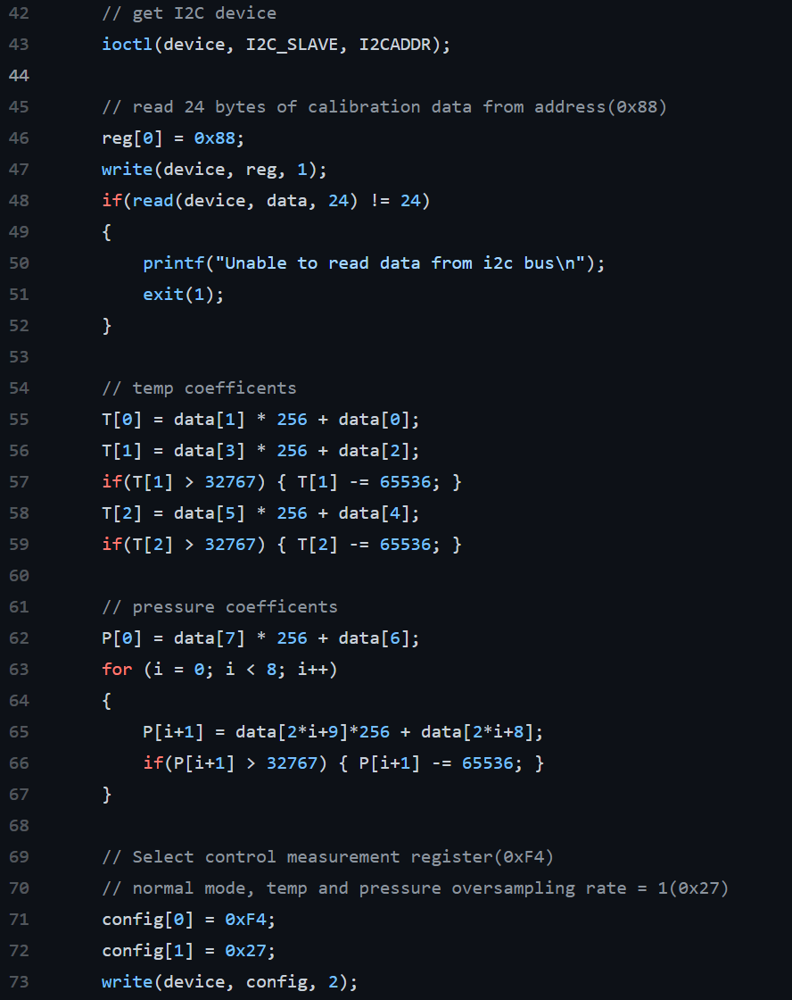 42 // get I2C device
43 ioctl(device, I2C_SLAVE, I2CADDR);
44
45 // read 24 bytes of calibration data from address(0x88)
46 reg[0] = 0x88;
47 write(device, reg, 1);
48 if(read(device, data, 24) != 24)
49 {
50 printf("Unable to read data from i2c bus\n");
51 exit(1);
52 }
53
54 // temp coefficents
55 T[0] = data[1] * 256 + data[0];
56 T[1] = data[3] * 256 + data[2];
57 if(T[1] > 32767) { T[1] -= 65536; }
58 T[2] = data[5] * 256 + data[4];
59 if(T[2] > 32767) { T[2] -= 65536; }
60
61 // pressure coefficents
62 P[0] = data[7] * 256 + data[6];
63 for (i = 0; i < 8; i++)
64 {
65 P[i+1] = data[2*i+9]*256 + data[2*i+8];
66 if(P[i+1] > 32767) { P[i+1] -= 65536; }
67 }
68
69 // Select control measurement register(0xF4)
70 // normal mode, temp and pressure oversampling rate = 1(0x27)
71 config[0] = 0xF4;
72 config[1] = 0x27;
73 write(device, config, 2);